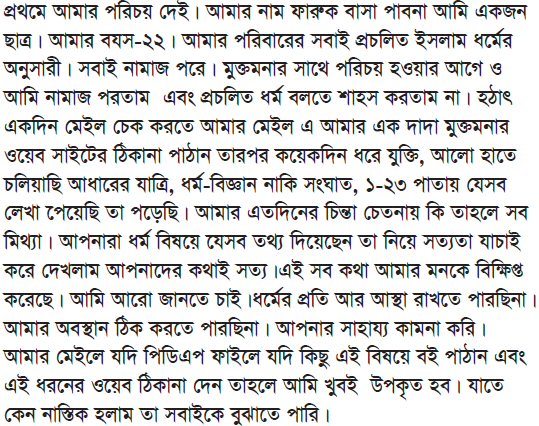 প্রথমে আমার পরিচয় দেই। আমার নাম ফারুক বাসা পাবনা আমি একজন
ছাত্র। আমার বযস-২২। আমার পরিবারের সবাই প্রচলিত ইসলাম ধর্মের
অনুসারী। সবাই নামাজ পরে। মুক্তমনার সাথে পরিচয় হওয়ার আগে ও
আমি নামাজ পরতাম এবং প্রচলিত ধর্ম বলতে শাহস করতাম না। হঠাৎ
একদিন মেইল চেক করতে আমার মেইল এ আমার এক দাদা মুক্তমনার
ওয়েব সাইটের ঠিকানা পাঠান তারপর কয়েকদিন ধরে যুক্তি, আলো হাতে
চলিয়াছি আধারের যাত্রি, ধর্ম-বিজ্ঞান নাকি সংঘাত, ১-২৩ পাতায় যেসব
লেখা পেয়েছি তা পড়েছি। আমার এতদিনের চিন্তা চেতনায় কি তাহলে সব
মিথ্যা। আপনারা ধর্ম বিষয়ে যেসব তথ্য দিয়েছেন তা নিয়ে সত্যতা যাচাই
করে দেখলাম আপনাদের কথাই সত্য।এই সব কথা আমার মনকে বিক্ষিপ্ত
করেছে। আমি আরো জানতে চাই।ধর্মের প্রতি আর আস্থা রাখতে পারছিনা।
আমার অবস্থান ঠিক করতে পারছিনা। আপনার সাহায্য কামনা করি।
আমার মেইলে যদি পিডিএপ ফাইলে যদি কিছু এই বিষয়ে বই পাঠান এবং
এই ধরনের ওয়েব ঠিকানা দেন তাহলে আমি খুবই উপকৃত হব। যাতে
কেন নাস্তিক হলাম তা সবাইকে বুঝাতে পারি।